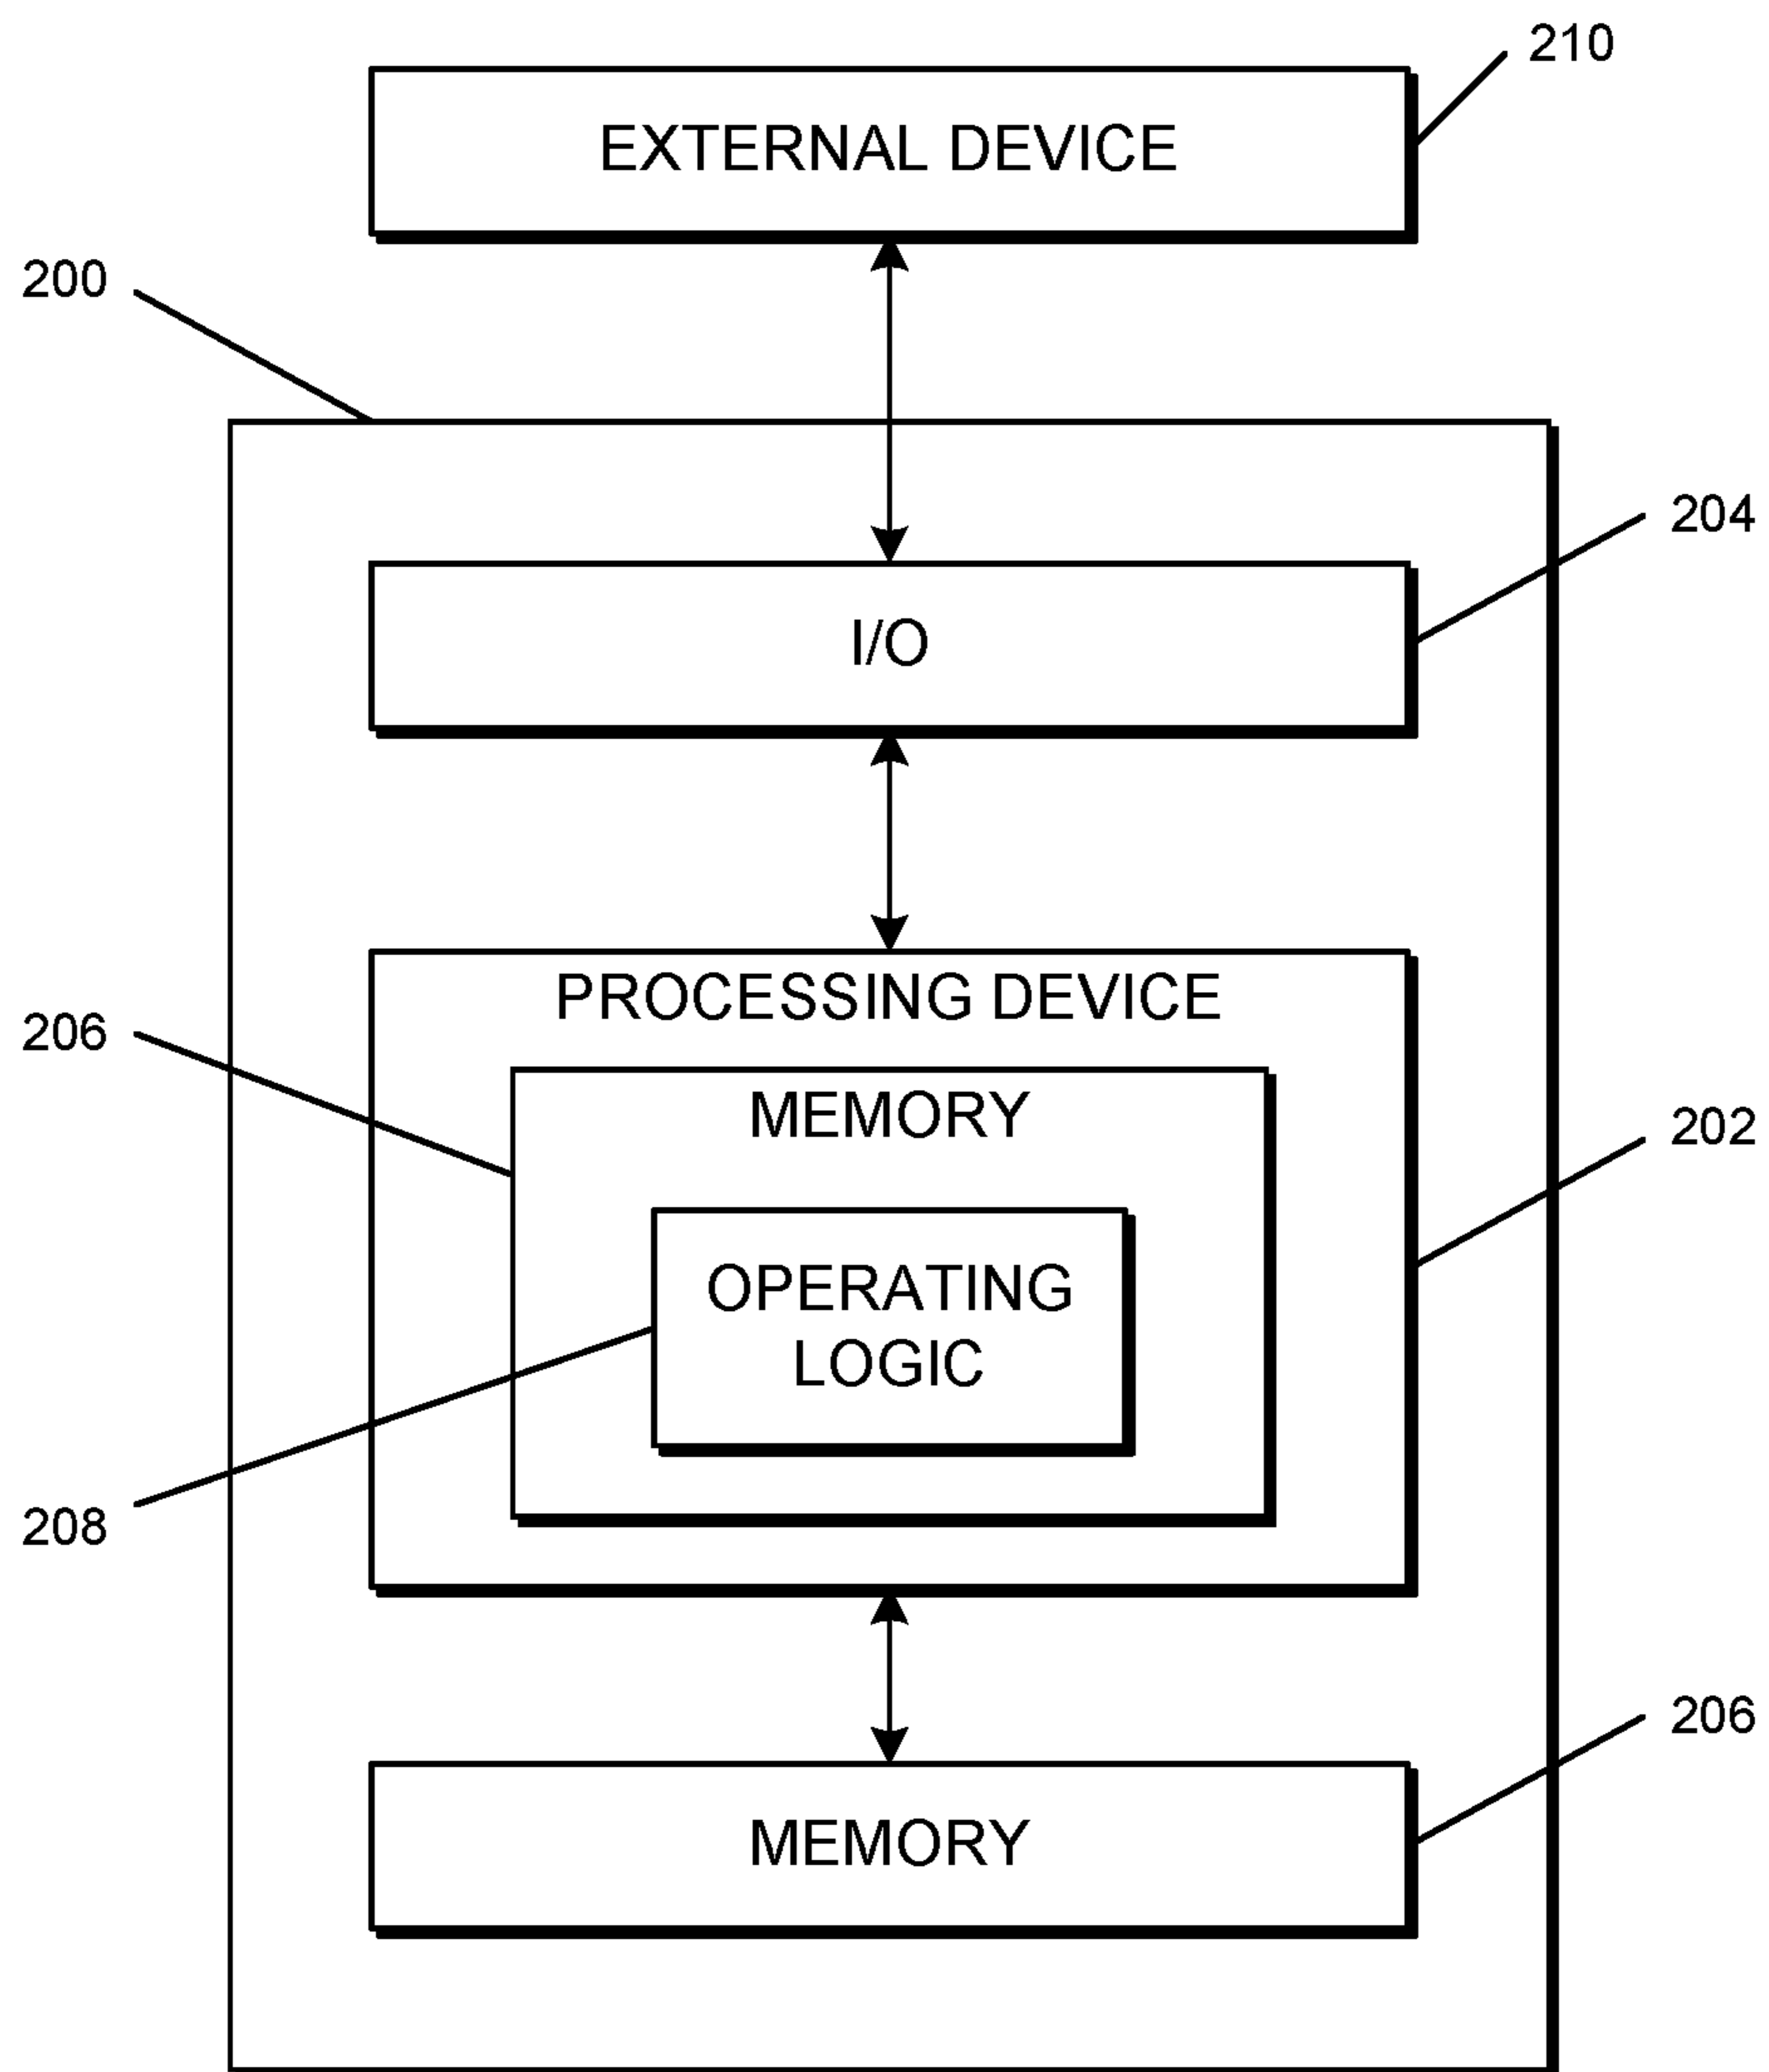 210
EXTERNAL DEVICE
200
204
I/O
PROCESSING DEVICE
206
MEMORY
202
OPERATING
LOGIC
208
206
MEMORY